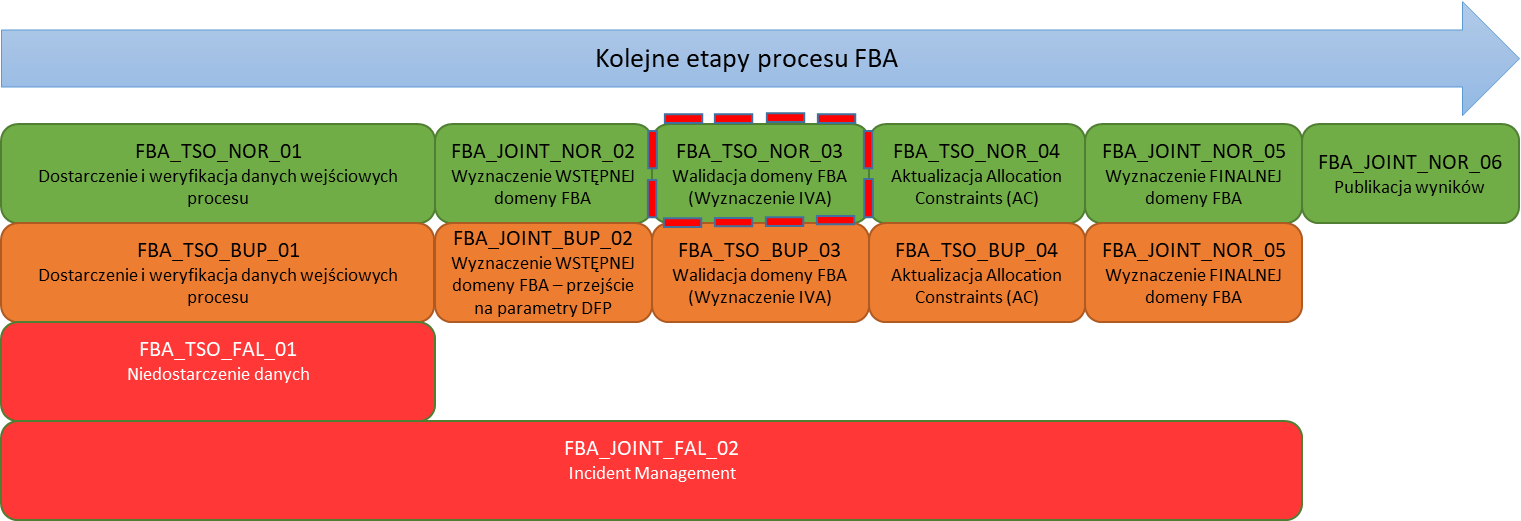 Kolejne etapy procesu FBA
FBA_TSO_NOR_01
Dostarczenie i weryfikacja danych wejściowych
procesu
FBA_JOINT_NOR_02
Wyznaczenie WSTĘPNEJ
domeny FBA
FBA_TSO_NOR_03
Walidacja domeny FBA
(Wyznaczenie IVA)
FBA_TSO_NOR_04
Aktualizacja Allocation
Constraints (AC)
FBA_JOINT_NOR_05
Wyznaczenie FINALNEJ
domeny FBA
FBA_JOINT_NOR_06
Publikacja wyników
FBA_TSO_BUP_01
Dostarczenie i weryfikacja danych wejściowych
procesu
FBA_JOINT_BUP_02
Wyznaczenie WSTĘPNEJ
domeny FBA – przejście
na parametry DFP
FBA_TSO_BUP_03
Walidacja domeny FBA
(Wyznaczenie IVA)
FBA_TSO_BUP_04
Aktualizacja Allocation
Constraints (AC)
FBA_JOINT_NOR_05
Wyznaczenie FINALNEJ
domeny FBA
FBA_TSO_FAL_01
Niedostarczenie danych
FBA_JOINT_FAL_02
Incident Management